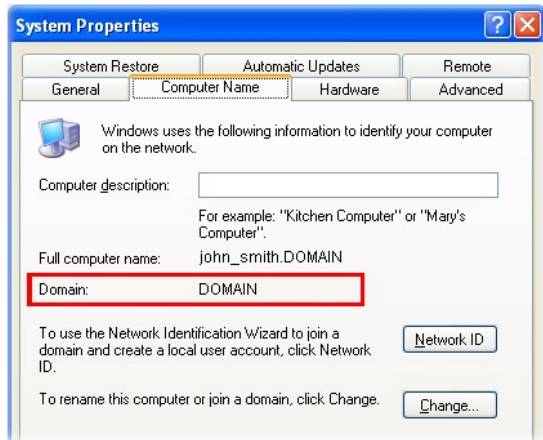 System Properties
System Restore Automatic Updates Remote
General Computer Name Hardware Advanced
Windows uses the following information to identify your computer
on the network.
Computer description:
For example: "Kitchen Computer" or "Mary's
Computer".
Full computer name: john_smith.DOMAIN
Domain: DOMAIN
To use the Network Identification Wizard to join a
domain and create a local user account, click Network
ID.
Network ID
To rename this computer or join a domain, click Change.
Change...